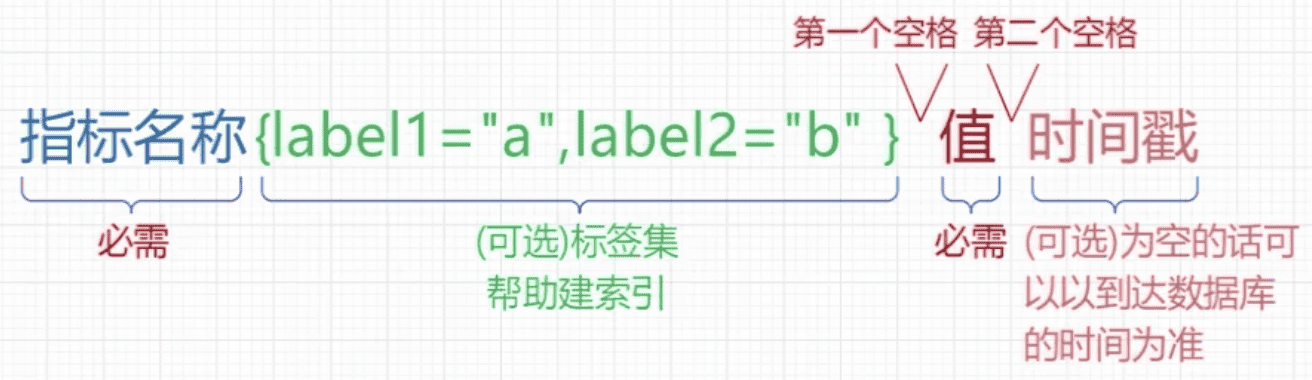 第一个空格 第二个空格
指标名称{label1="a",label2="b" } 值 时间戳
必需 (可选)标签集 必需 (可选)为空的话可
帮助建索引 以以到达数据库
的时间为准